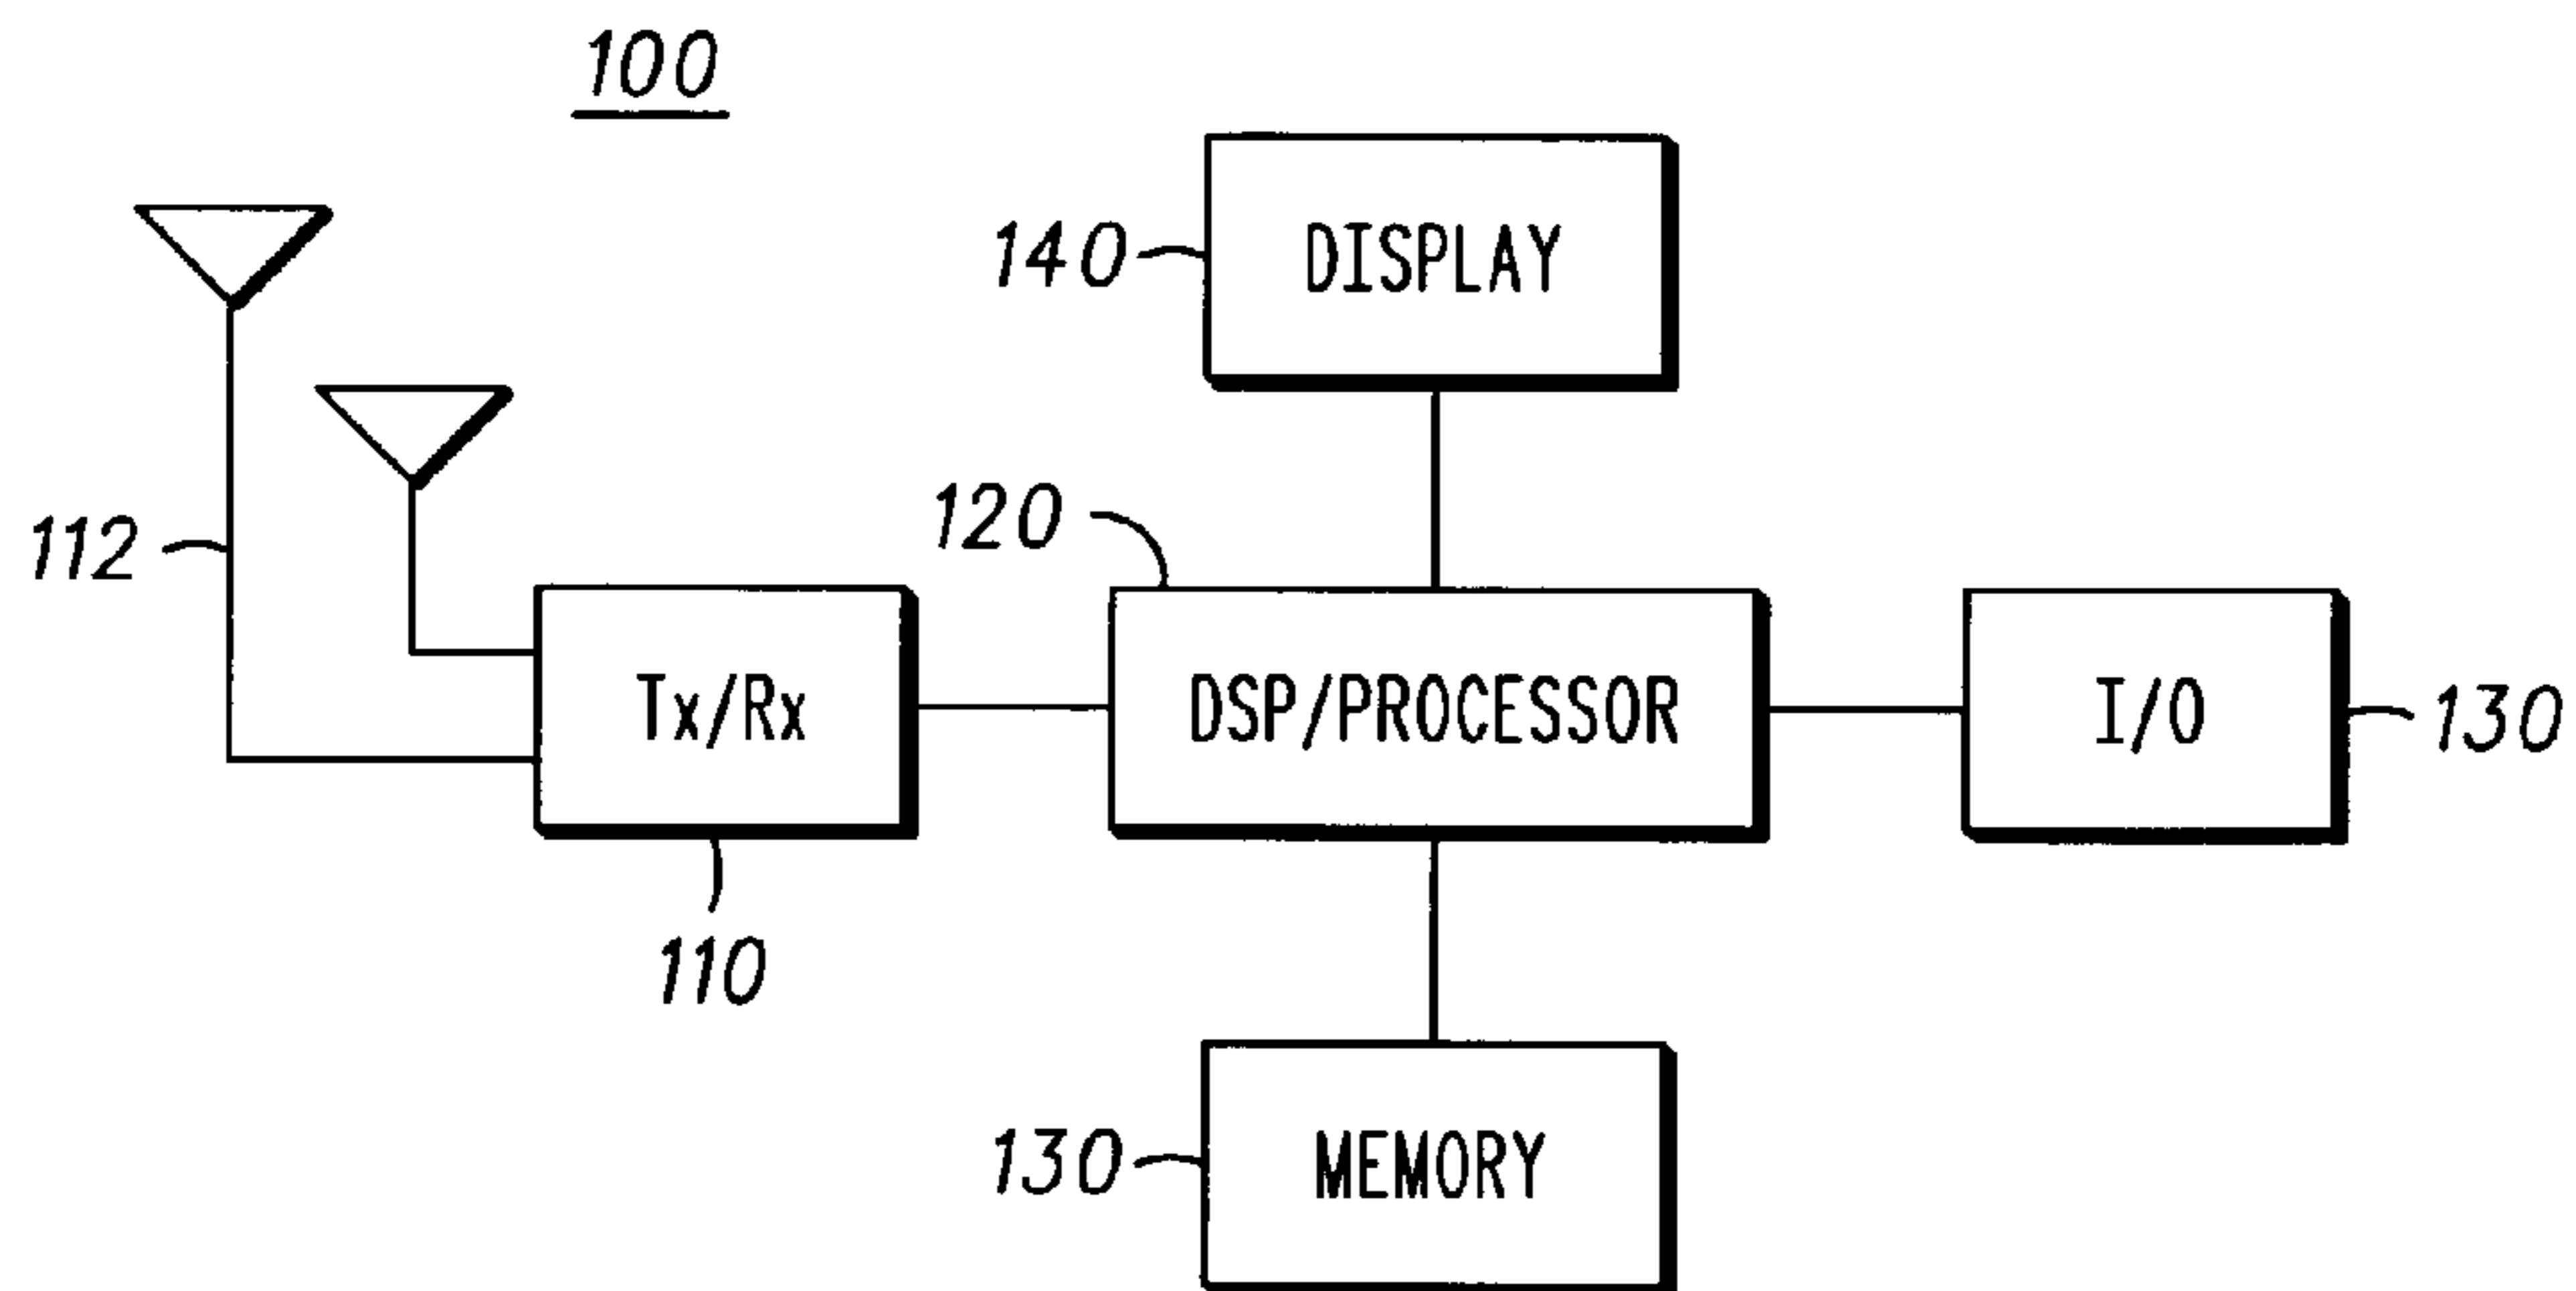 100
140
DISPLAY
112
120
Tx/Rx
DSP/PROCESSOR
I/O
130
110
130
MEMORY